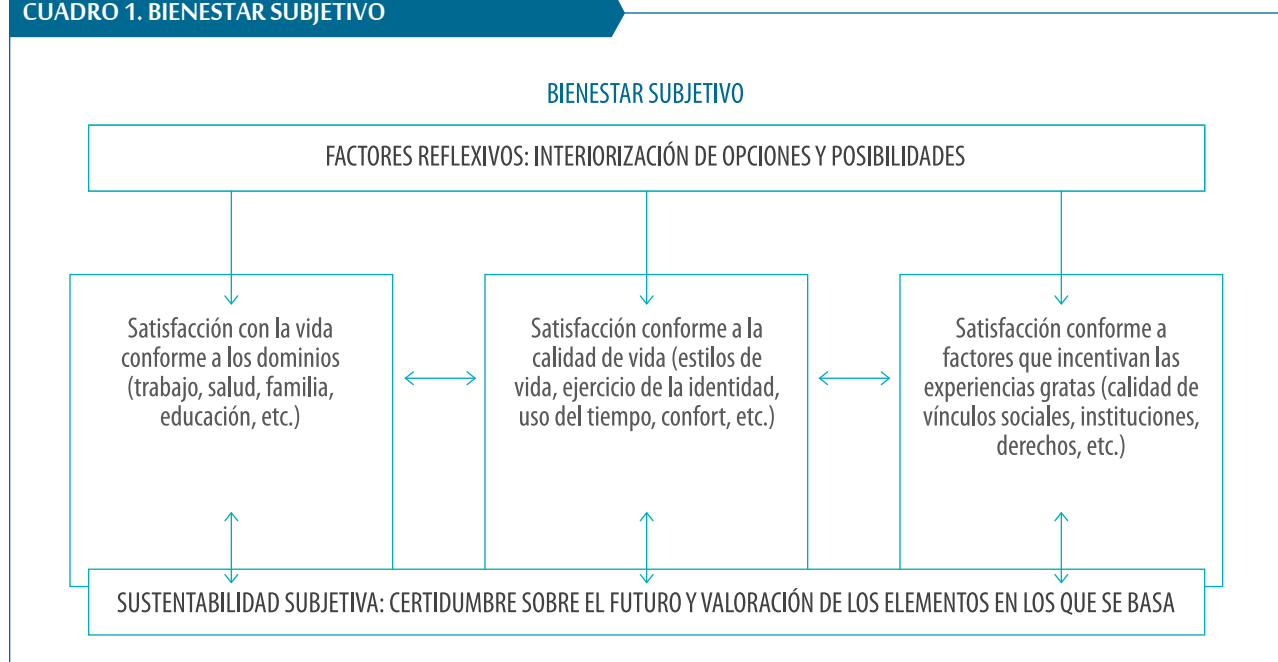 CUADRO 1. BIENESTAR SUBJETIVO
BIENESTAR SUBJETIVO
FACTORES REFLEXIVOS: INTERIORIZACIÓN DE OPCIONES Y POSIBILIDADES
Satisfacción con la vida
conforme a los dominios
(trabajo, salud, familia,
educación, etc.)
Satisfacción conforme a la
calidad de vida (estilos de
vida, ejercicio de la identidad,
uso del tiempo, confort, etc.)
Satisfacción conforme a
factores que incentivan las
experiencias gratas (calidad de
vínculos sociales, instituciones,
derechos, etc.)
SUSTENTABILIDAD SUBJETIVA: CERTIDUMBRE SOBRE EL FUTURO Y VALORACIÓN DE LOS ELEMENTOS EN LOS QUE SE BASA